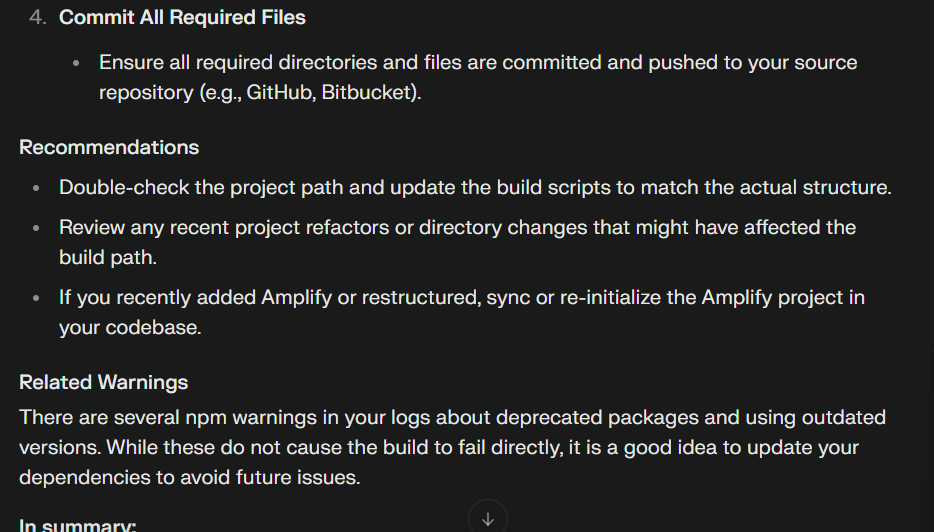 4. Commit All Required Files
• Ensure all required directories and files are committed and pushed to your source
repository (e.g., GitHub, Bitbucket).
Recommendations
• Double-check the project path and update the build scripts to match the actual structure.
• Review any recent project refactors or directory changes that might have affected the
build path.
• If you recently added Amplify or restructured, sync or re-initialize the Amplify project in
your codebase.
Related Warnings
There are several npm warnings in your logs about deprecated packages and using outdated
versions. While these do not cause the build to fail directly, it is a good idea to update your
dependencies to avoid future issues.
In summary: